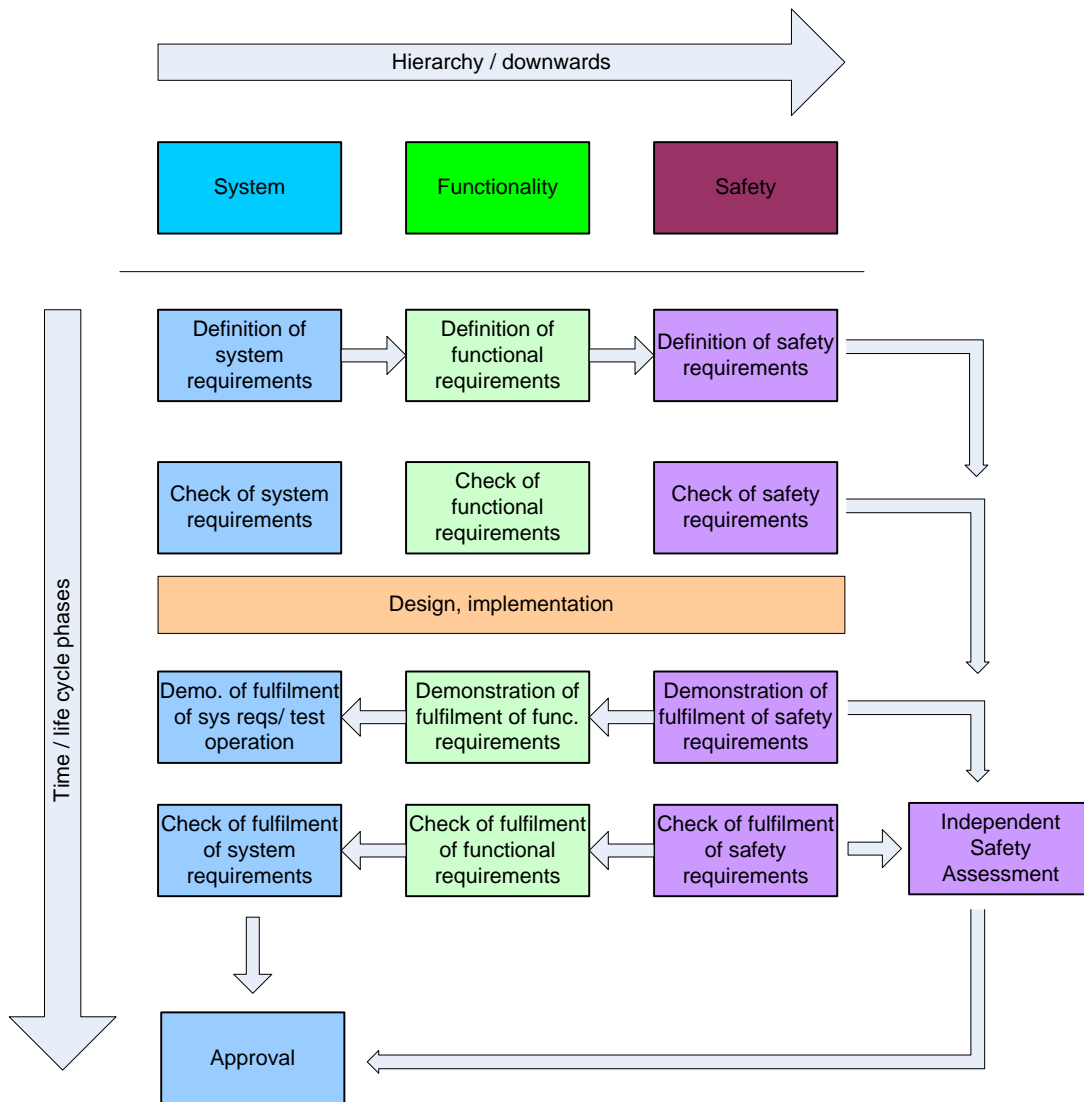 Hierarchy / downwards
System
Functionality
Safety
Time / life cycle phases
Definition of
system
requirements
Definition of
functional
requirements
Definition of safety
requirements
Check of system
requirements
Check of
functional
requirements
Check of safety
requirements
Design, implementation
Demo. of fulfilment
of sys reqs/ test
operation
Demonstration of
fulfilment of func.
requirements
Demonstration of
fulfilment of safety
requirements
Check of fulfilment
of system
requirements
Check of fulfilment
of functional
requirements
Check of fulfilment
of safety
requirements
Independent
Safety
Assessment
Approval